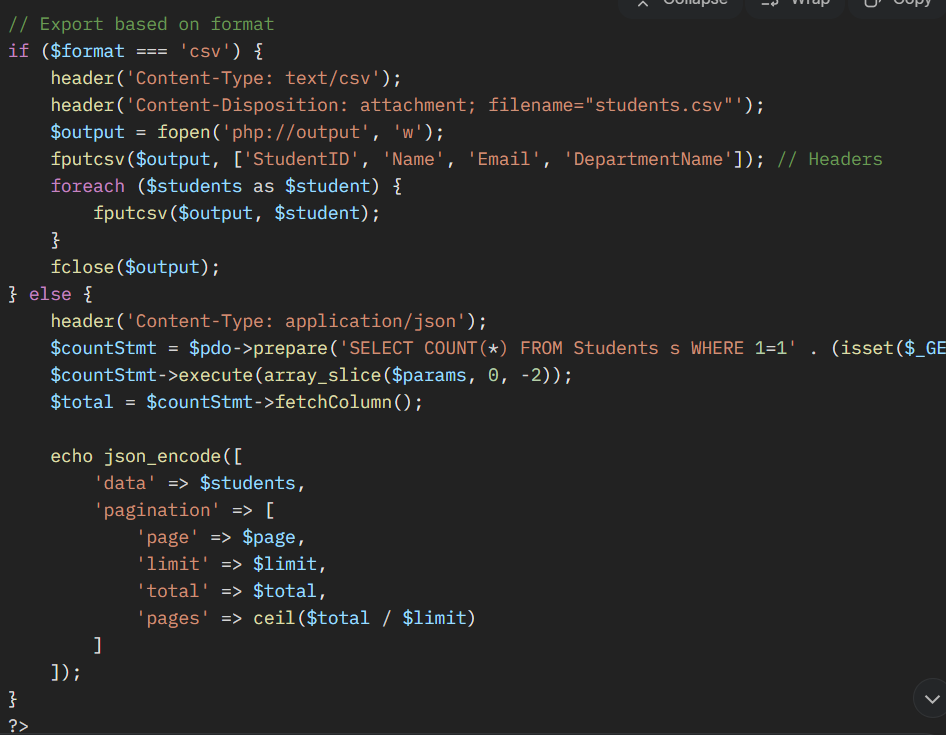 Collapse Wrap Copy
// Export based on format
if ($format === 'csv') {
    header('Content-Type: text/csv');
    header('Content-Disposition: attachment; filename="students.csv"');
    $output = fopen('php://output', 'w');
    fputcsv($output, ['StudentID', 'Name', 'Email', 'DepartmentName']); // Headers
    foreach ($students as $student) {
        fputcsv($output, $student);
    }
    fclose($output);
} else {
    header('Content-Type: application/json');
    $countStmt = $pdo->prepare('SELECT COUNT(*) FROM Students s WHERE 1=1' . (isset($_GE
    $countStmt->execute(array_slice($params, 0, -2));
    $total = $countStmt->fetchColumn();
    echo json_encode([
        'data' => $students,
        'pagination' => [
            'page' => $page,
            'limit' => $limit,
            'total' => $total,
            'pages' => ceil($total / $limit)
        ]
    ]);
}
?>